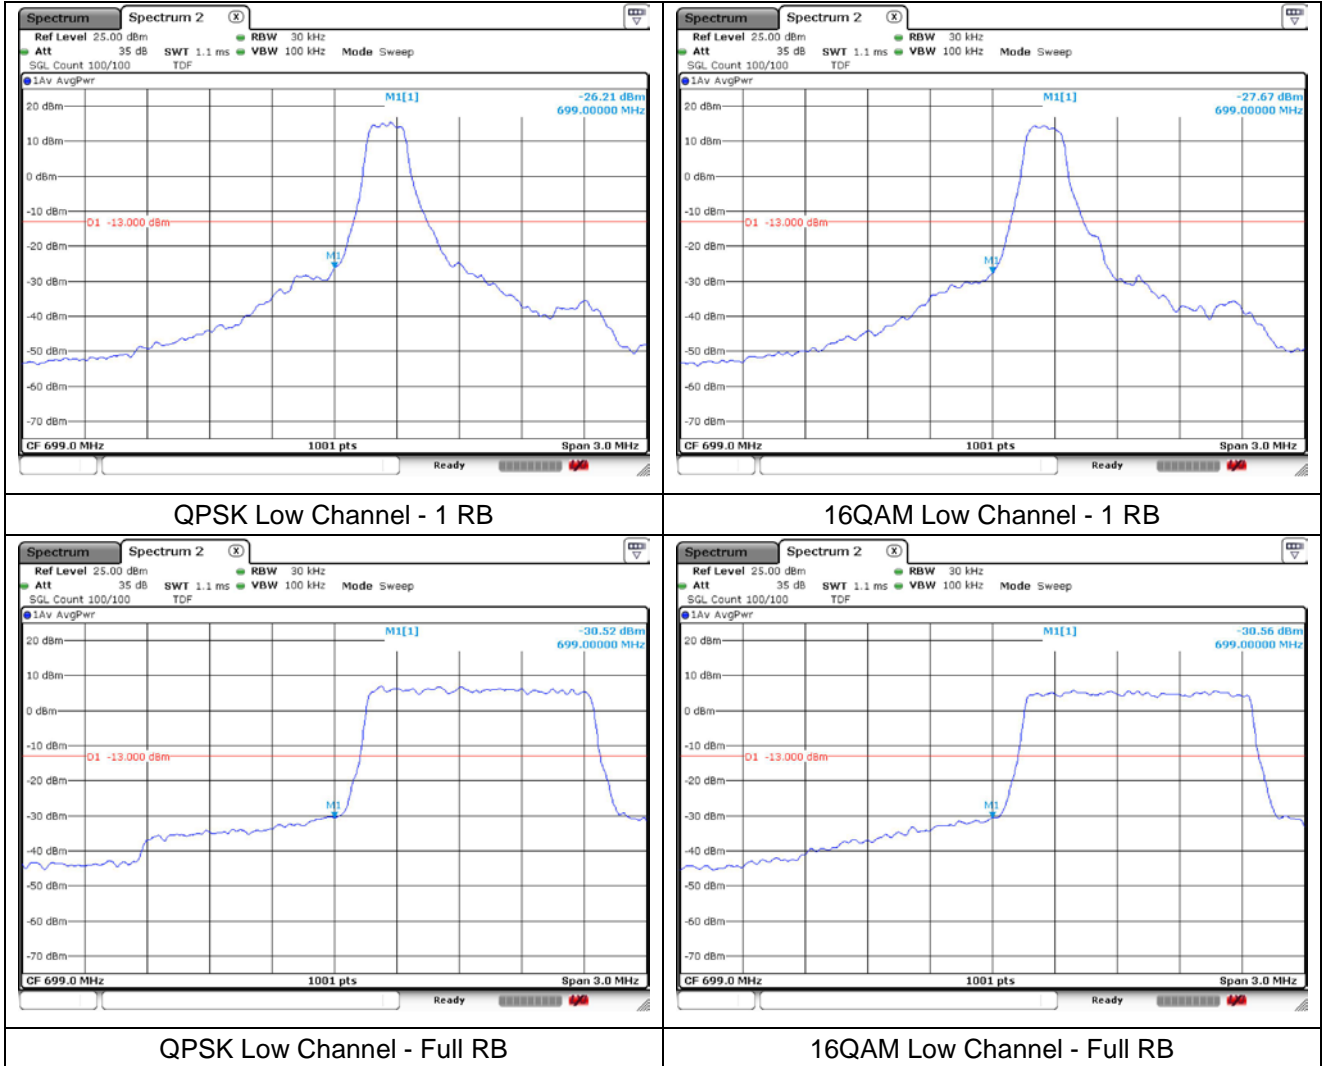 Spectrum Spectrum 2 X
Ref Level 25.00 dBm RBW 30 kHz
Att 35 dB SWT 1.1 ms VBW 100 kHz Mode Sweep
SGL Count 100/100 TDF
1Av AvgPwr
M1[1] -26.21 dBm
699.00000 MHz
20 dBm
10 dBm
0 dBm
-10 dBm
D1 -13.000 dBm
-20 dBm
M1
-30 dBm
-40 dBm
-50 dBm
-60 dBm
-70 dBm
CF 699.0 MHz 1001 pts Span 3.0 MHz
Ready
QPSK Low Channel - 1 RB
Spectrum Spectrum 2 X
Ref Level 25.00 dBm RBW 30 kHz
Att 35 dB SWT 1.1 ms VBW 100 kHz Mode Sweep
SGL Count 100/100 TDF
1Av AvgPwr
M1[1] -27.67 dBm
699.00000 MHz
20 dBm
10 dBm
0 dBm
-10 dBm
D1 -13.000 dBm
-20 dBm
M1
-30 dBm
-40 dBm
-50 dBm
-60 dBm
-70 dBm
CF 699.0 MHz 1001 pts Span 3.0 MHz
Ready
16QAM Low Channel - 1 RB
Spectrum Spectrum 2 X
Ref Level 25.00 dBm RBW 30 kHz
Att 35 dB SWT 1.1 ms VBW 100 kHz Mode Sweep
SGL Count 100/100 TDF
1Av AvgPwr
M1[1] -30.52 dBm
699.00000 MHz
20 dBm
10 dBm
0 dBm
-10 dBm
D1 -13.000 dBm
-20 dBm
M1
-30 dBm
-40 dBm
-50 dBm
-60 dBm
-70 dBm
CF 699.0 MHz 1001 pts Span 3.0 MHz
Ready
QPSK Low Channel - Full RB
Spectrum Spectrum 2 X
Ref Level 25.00 dBm RBW 30 kHz
Att 35 dB SWT 1.1 ms VBW 100 kHz Mode Sweep
SGL Count 100/100 TDF
1Av AvgPwr
M1[1] -30.56 dBm
699.00000 MHz
20 dBm
10 dBm
0 dBm
-10 dBm
D1 -13.000 dBm
-20 dBm
M1
-30 dBm
-40 dBm
-50 dBm
-60 dBm
-70 dBm
CF 699.0 MHz 1001 pts Span 3.0 MHz
Ready
16QAM Low Channel - Full RB